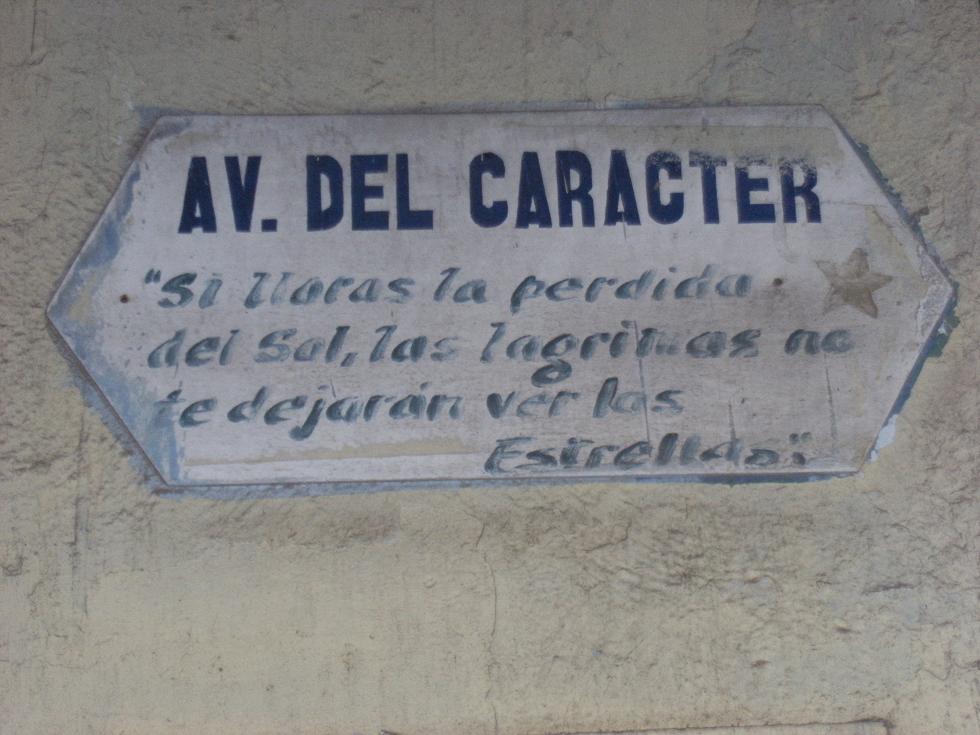 AV. DEL CARACTER
"Si lloras la perdida
del Sol, las lagrimas no
te dejarán ver las
Estrellas".